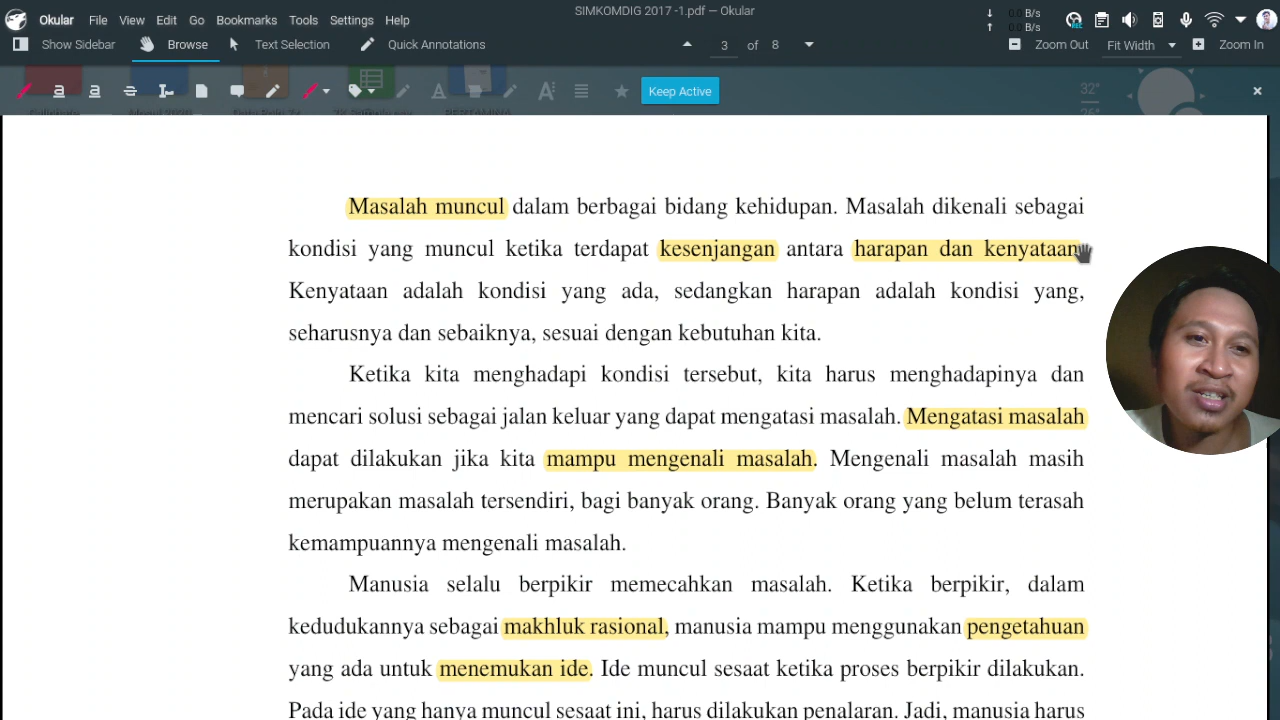 SIMKOMDIG 2017 -1.pdf — Okular
Okular File View Edit Go Bookmarks Tools Settings Help
↓ 0.0 B/s
↑ 0.0 B/s
REC
Show Sidebar Browse Text Selection Quick Annotations 3 of 8 Zoom Out Fit Width Zoom In
Keep Active
32°
Masalah muncul dalam berbagai bidang kehidupan. Masalah dikenali sebagai
kondisi yang muncul ketika terdapat kesenjangan antara harapan dan kenyataan
Kenyataan adalah kondisi yang ada, sedangkan harapan adalah kondisi yang,
seharusnya dan sebaiknya, sesuai dengan kebutuhan kita.
Ketika kita menghadapi kondisi tersebut, kita harus menghadapinya dan
mencari solusi sebagai jalan keluar yang dapat mengatasi masalah. Mengatasi masalah
dapat dilakukan jika kita mampu mengenali masalah. Mengenali masalah masih
merupakan masalah tersendiri, bagi banyak orang. Banyak orang yang belum terasah
kemampuannya mengenali masalah.
Manusia selalu berpikir memecahkan masalah. Ketika berpikir, dalam
kedudukannya sebagai makhluk rasional, manusia mampu menggunakan pengetahuan
yang ada untuk menemukan ide. Ide muncul sesaat ketika proses berpikir dilakukan.
Pada ide yang hanya muncul sesaat ini, harus dilakukan penalaran. Jadi, manusia harus